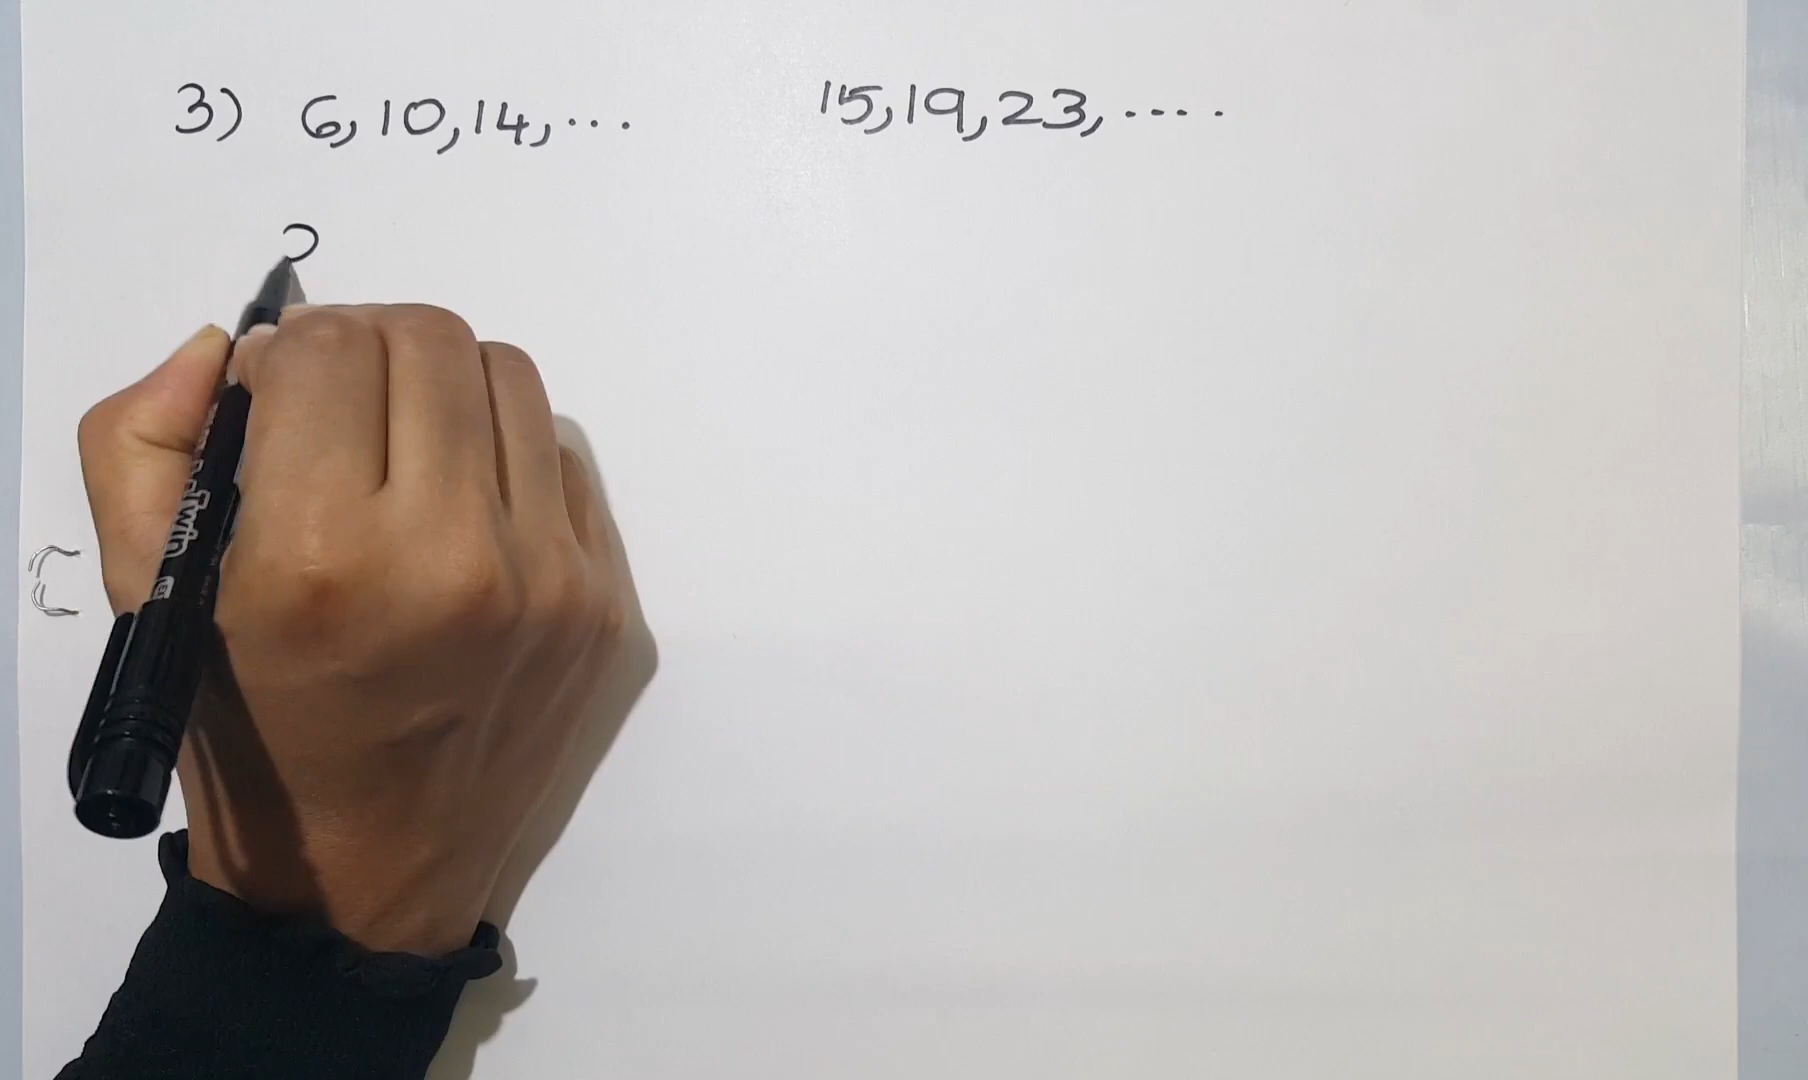 3) 6, 10, 14, ... 15, 19, 23, ....